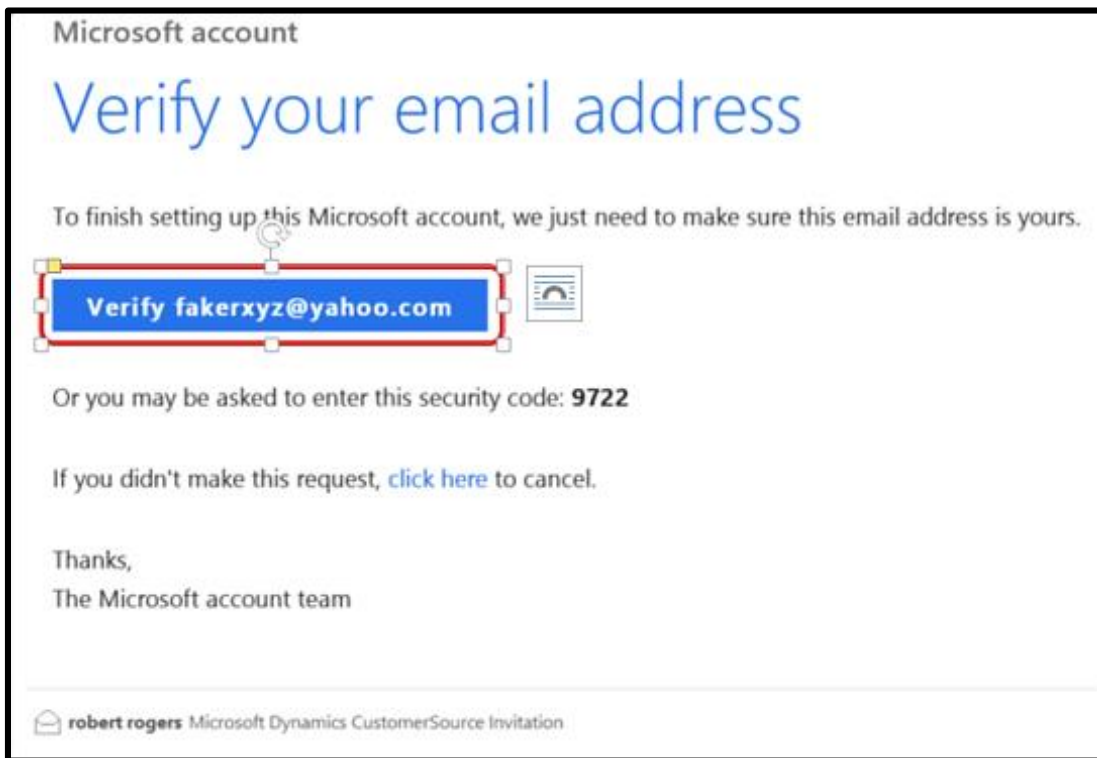 Microsoft account
Verify your email address
To finish setting up this Microsoft account, we just need to make sure this email address is yours.
Verify fakerxyz@yahoo.com
Or you may be asked to enter this security code: 9722
If you didn't make this request, click here to cancel.
Thanks,
The Microsoft account team
robert rogers Microsoft Dynamics CustomerSource Invitation